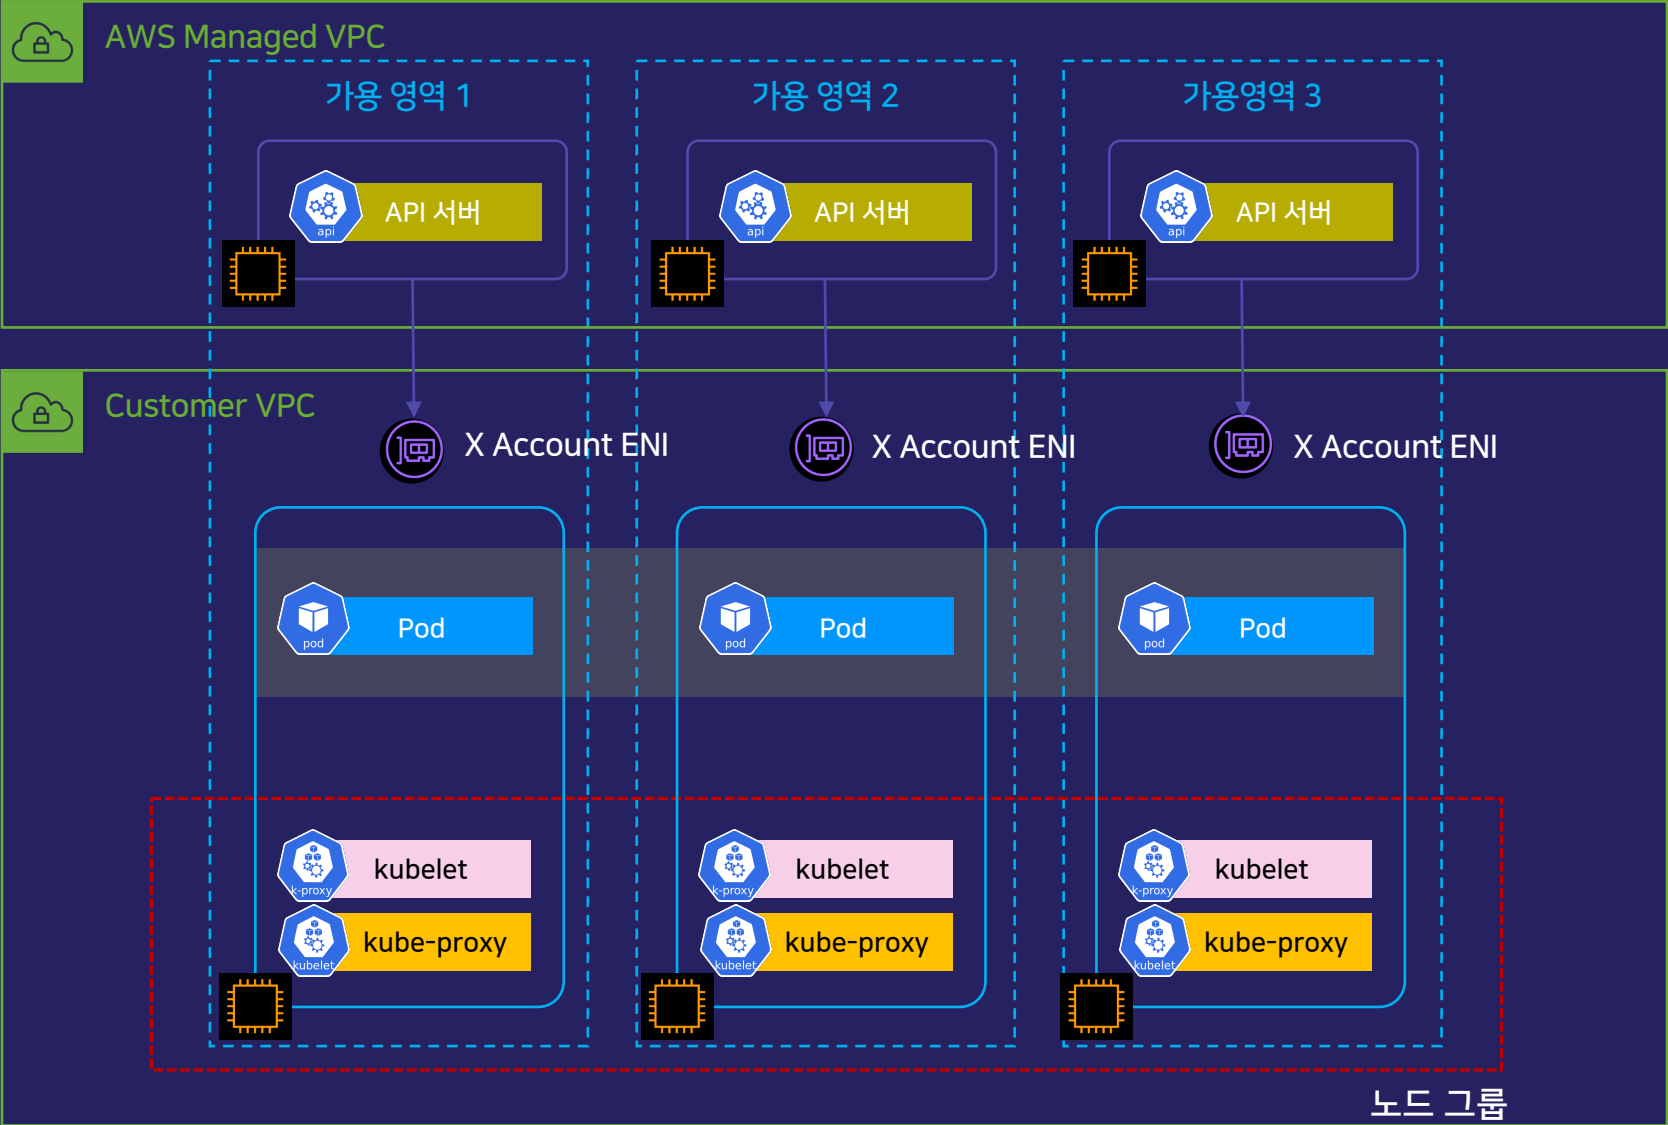 AWS Managed VPC
가용 영역 1
가용 영역 2
가용영역 3
API 서버
api
API 서버
api
API 서버
api
Customer VPC
X Account ENI
X Account ENI
X Account ENI
Pod
pod
Pod
pod
Pod
pod
kubelet
k-proxy
kubelet
k-proxy
kubelet
k-proxy
kube-proxy
kubelet
kube-proxy
kubelet
kube-proxy
kubelet
노드 그룹